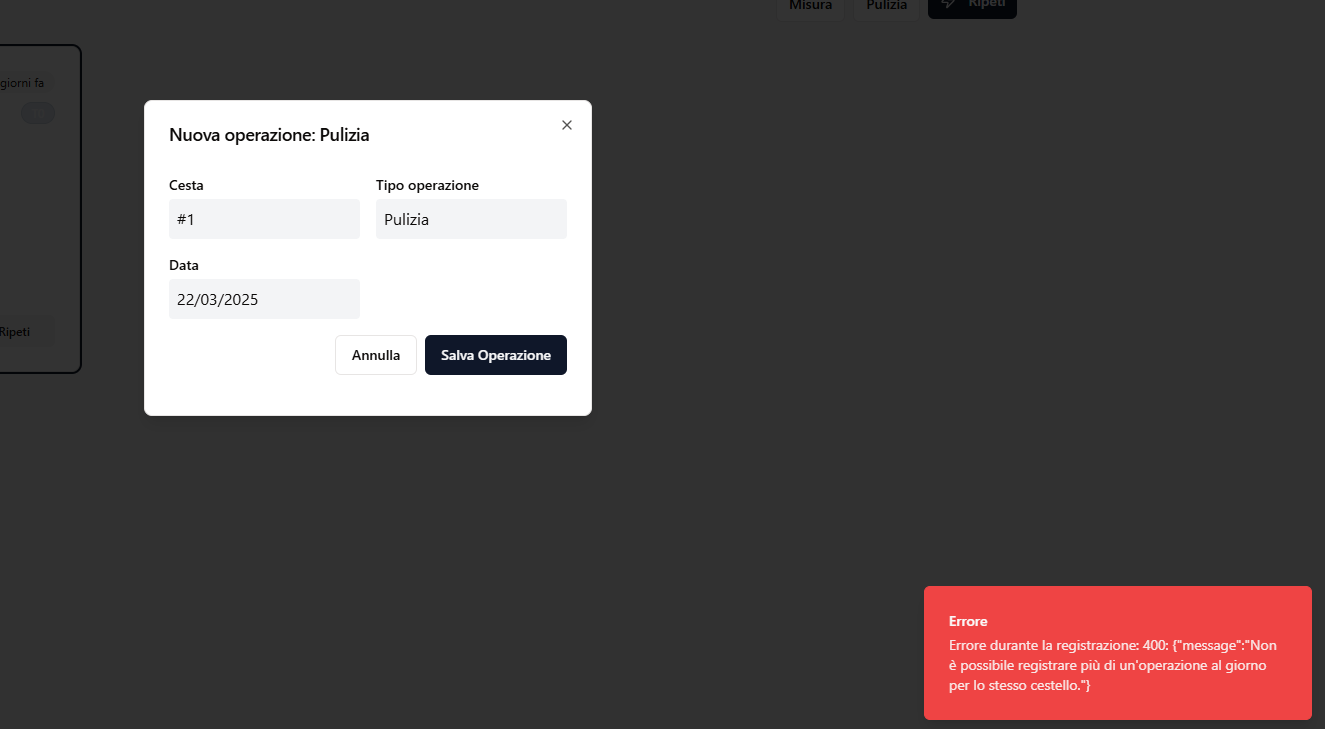 Misura Pulizia Ripeti
giorni fa
Nuova operazione: Pulizia
Cesta Tipo operazione
#1 Pulizia
Data
22/03/2025
Ripeti
Annulla Salva Operazione
Errore
Errore durante la registrazione: 400: {"message":"Non
è possibile registrare più di un'operazione al giorno
per lo stesso cestello."}